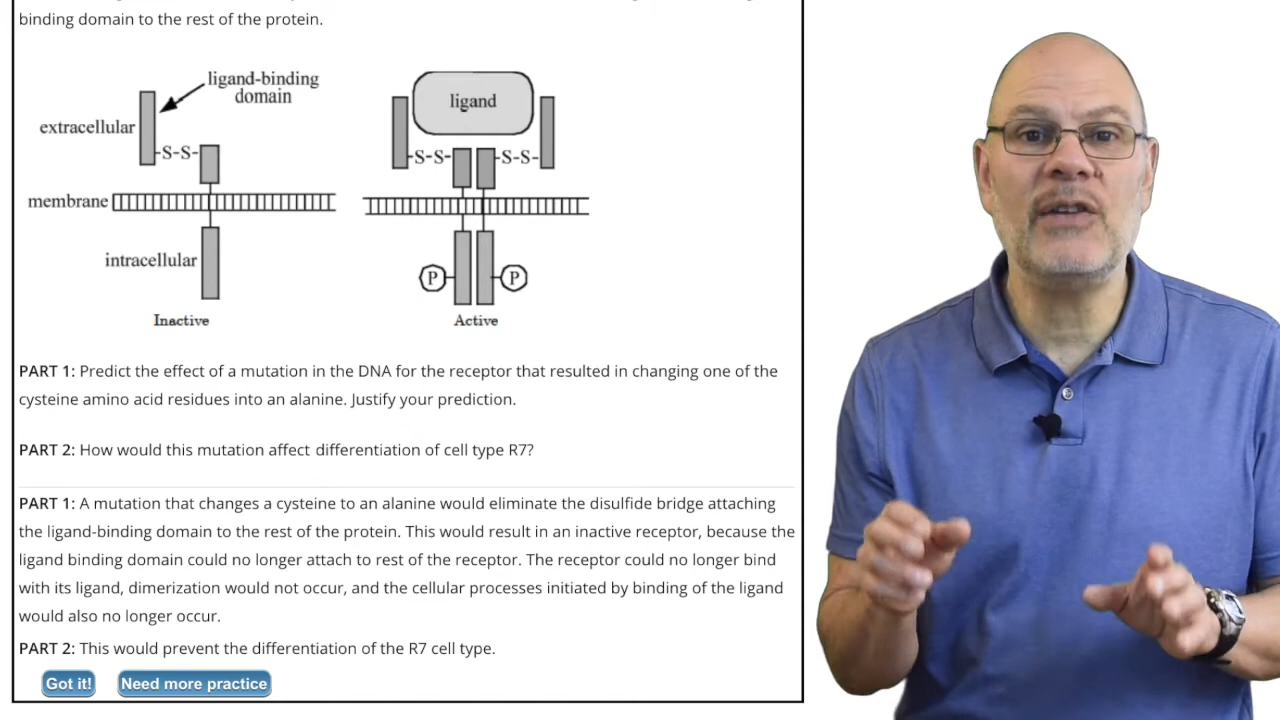 binding domain to the rest of the protein.
ligand-binding
domain
ligand
extracellular
-S-S-
-S-S-
-S-S-
membrane
intracellular
P
P
Inactive
Active
PART 1: Predict the effect of a mutation in the DNA for the receptor that resulted in changing one of the
cysteine amino acid residues into an alanine. Justify your prediction.
PART 2: How would this mutation affect differentiation of cell type R7?
PART 1: A mutation that changes a cysteine to an alanine would eliminate the disulfide bridge attaching
the ligand-binding domain to the rest of the protein. This would result in an inactive receptor, because the
ligand binding domain could no longer attach to rest of the receptor. The receptor could no longer bind
with its ligand, dimerization would not occur, and the cellular processes initiated by binding of the ligand
would also no longer occur.
PART 2: This would prevent the differentiation of the R7 cell type.
Got it!
Need more practice